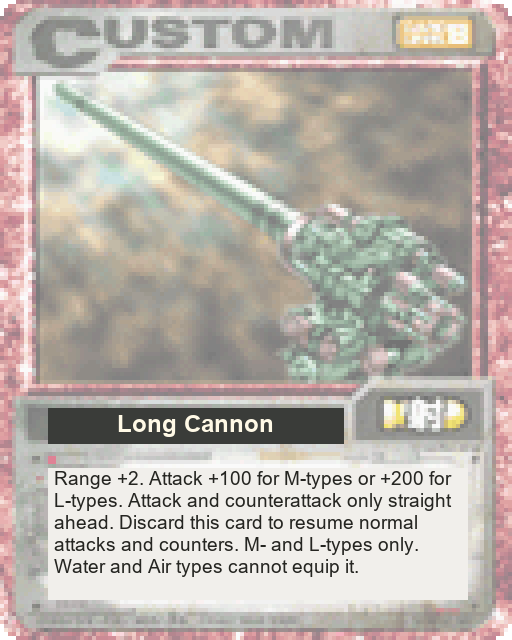 CUSTOM
Long Cannon
Range +2. Attack +100 for M-types or +200 for
L-types. Attack and counterattack only straight
ahead. Discard this card to resume normal
attacks and counters. M- and L-types only.
Water and Air types cannot equip it.